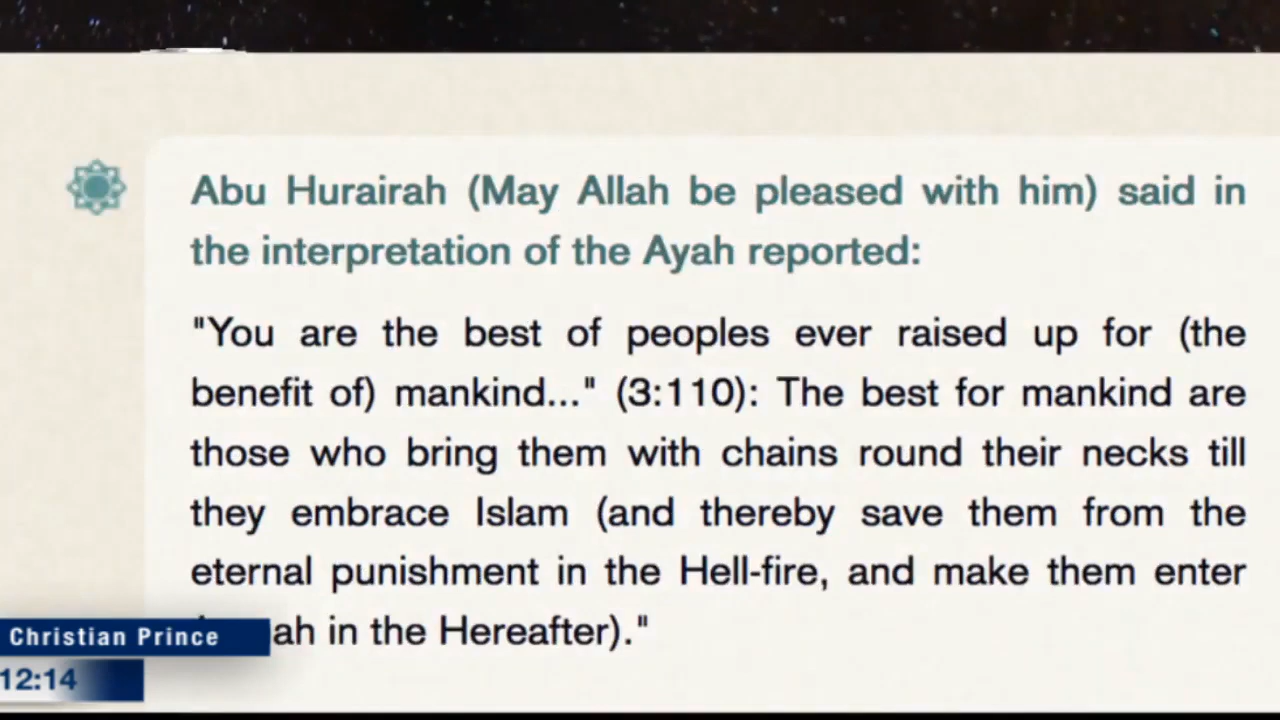 Abu Hurairah (May Allah be pleased with him) said in
the interpretation of the Ayah reported:
"You are the best of peoples ever raised up for (the
benefit of) mankind..." (3:110): The best for mankind are
those who bring them with chains round their necks till
they embrace Islam (and thereby save them from the
eternal punishment in the Hell-fire, and make them enter
ah in the Hereafter)."
Christian Prince
12:14